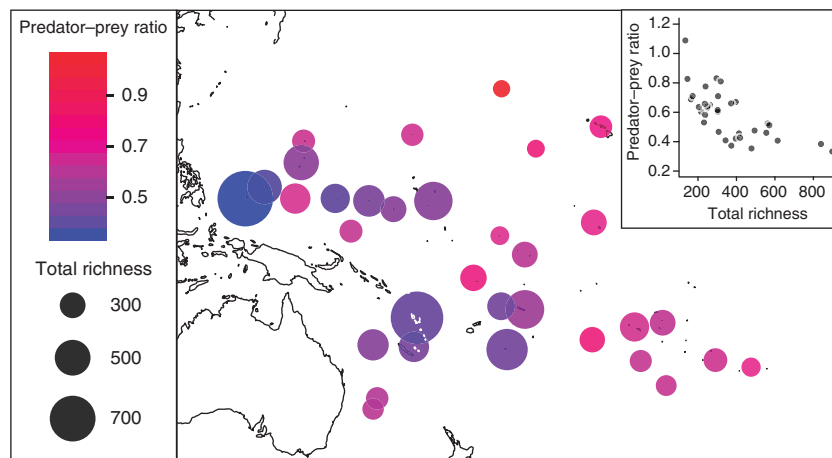 Predator–prey ratio
0.9
0.7
0.5
Total richness
300
500
700
1.2
1.0
0.8
0.6
0.4
0.2
Predator–prey ratio
200 400 600 800
Total richness